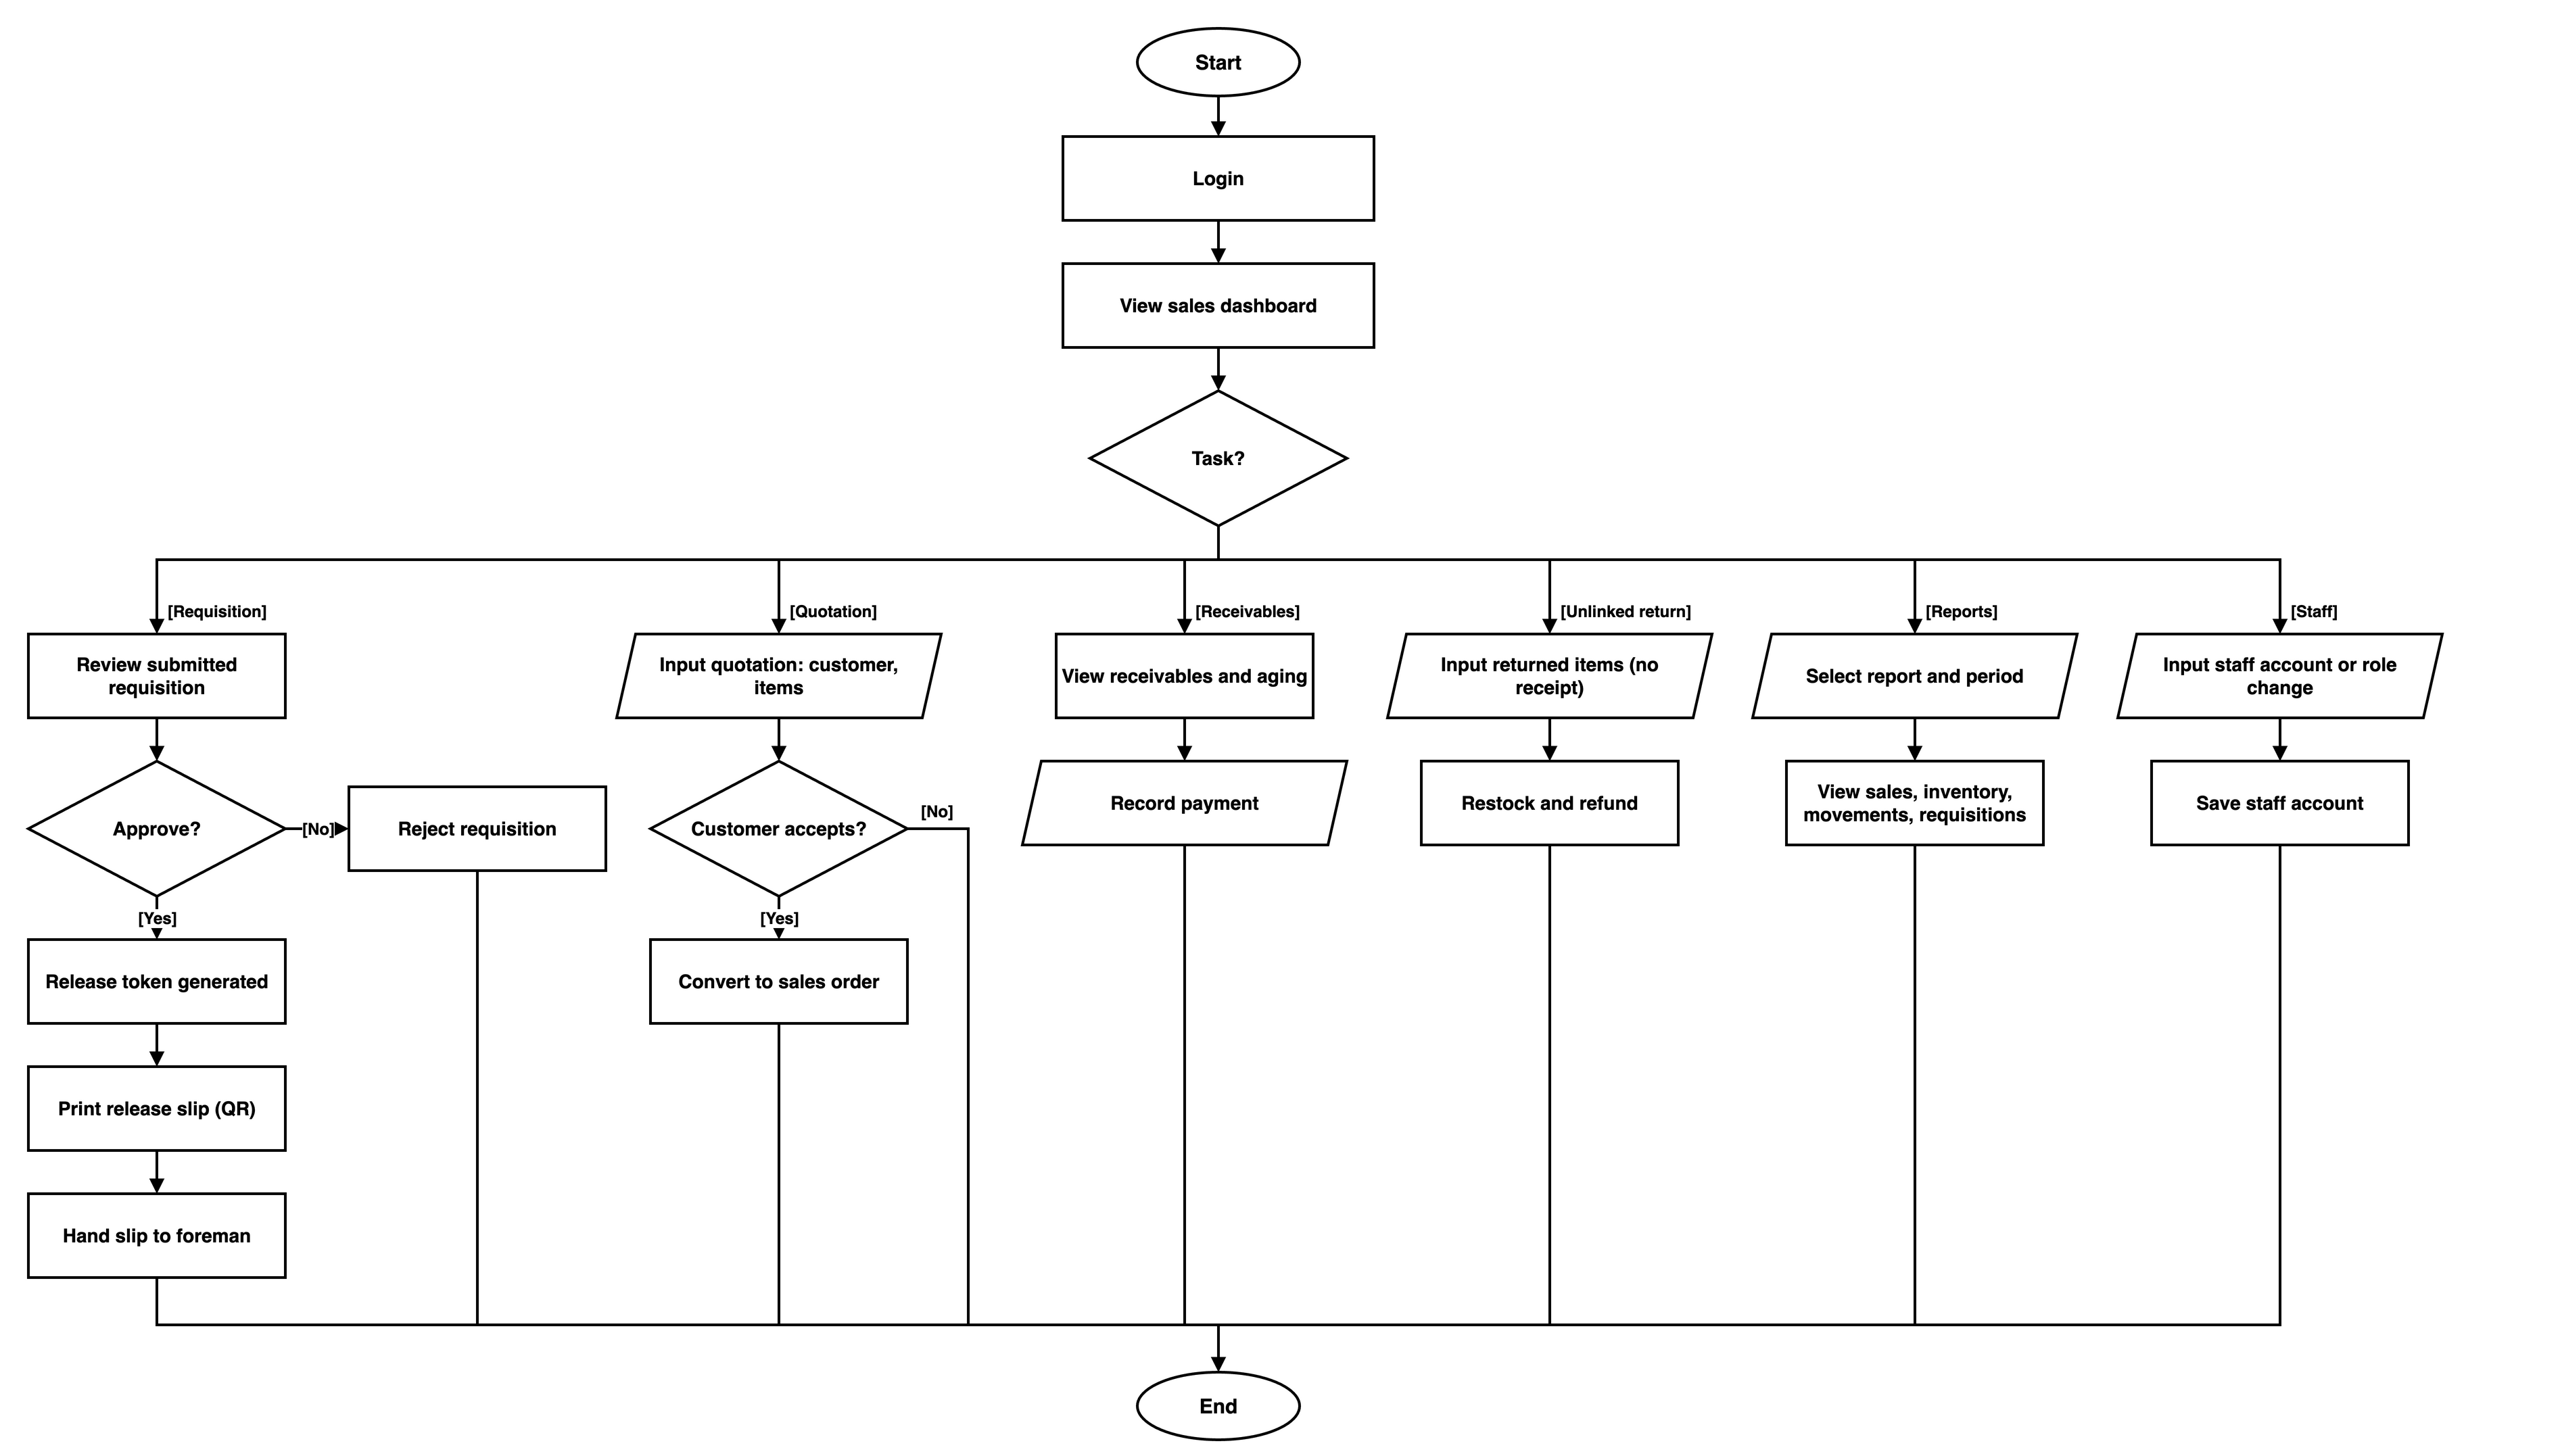 Start
Login
View sales dashboard
Task?
[Requisition]
[Quotation]
[Receivables]
[Unlinked return]
[Reports]
[Staff]
Review submitted
requisition
Input quotation: customer,
items
View receivables and aging
Input returned items (no
receipt)
Select report and period
Input staff account or role
change
Approve?
[No]
Reject requisition
Customer accepts?
[No]
Record payment
Restock and refund
View sales, inventory,
movements, requisitions
Save staff account
[Yes]
[Yes]
Release token generated
Convert to sales order
Print release slip (QR)
Hand slip to foreman
End